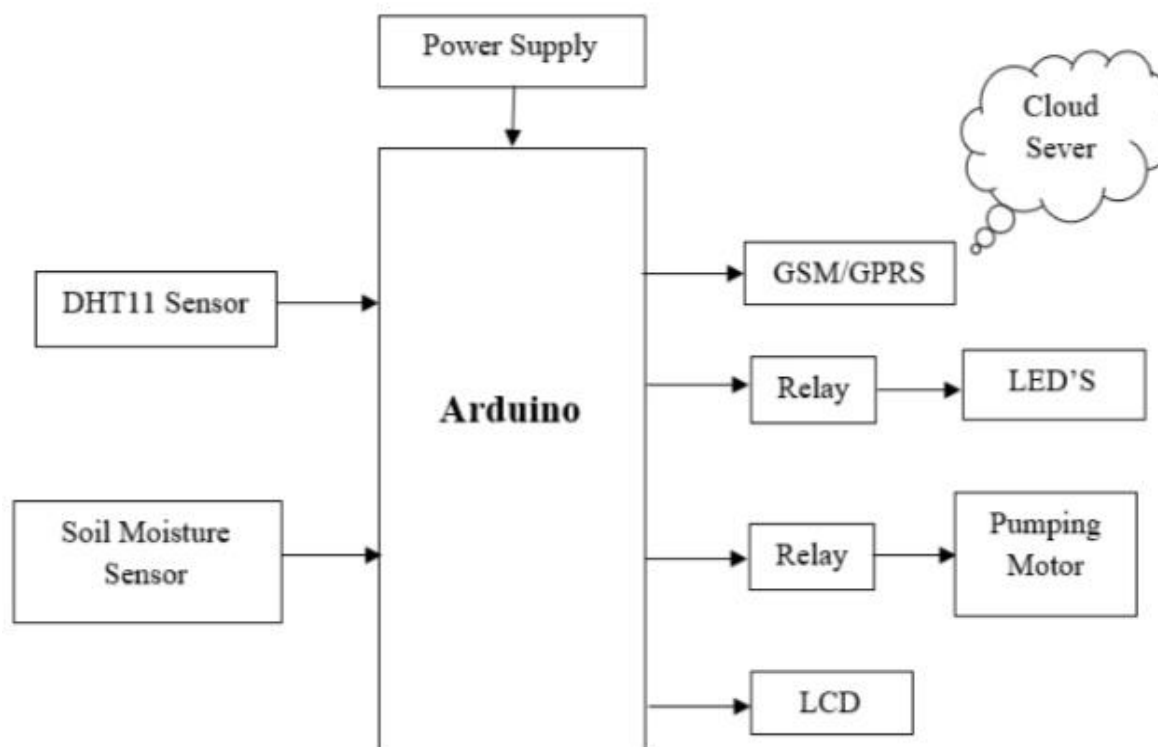 Power Supply
Cloud
Sever
GSM/GPRS
DHT11 Sensor
Relay
LED’S
Arduino
Soil Moisture
Sensor
Relay
Pumping
Motor
LCD